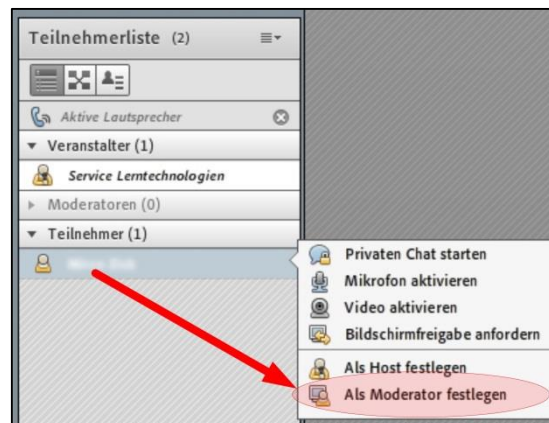 Teilnehmerliste (2)
Aktive Lautsprecher
Veranstalter (1)
Service Lerntechnologien
Moderatoren (0)
Teilnehmer (1)
Privaten Chat starten
Mikrofon aktivieren
Video aktivieren
Bildschirmfreigabe anfordern
Als Host festlegen
Als Moderator festlegen